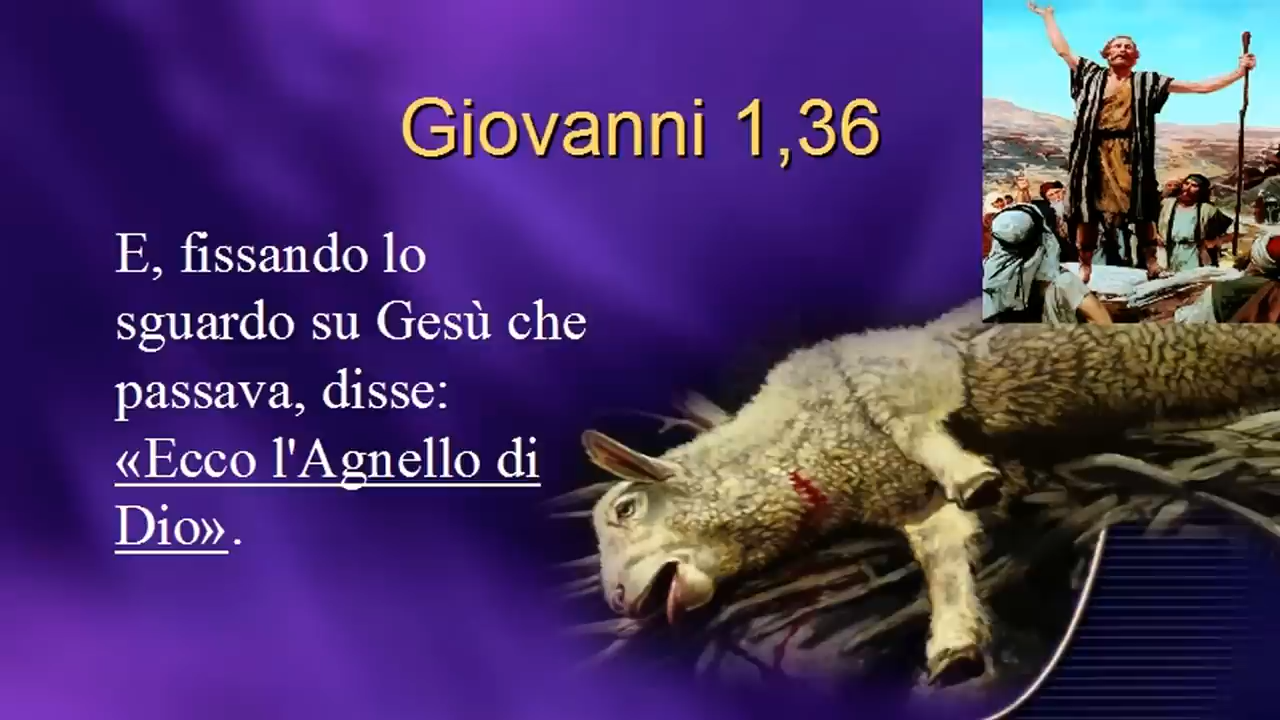 Giovanni 1,36
E, fissando lo
sguardo su Gesù che
passava, disse:
«Ecco l'Agnello di
Dio».